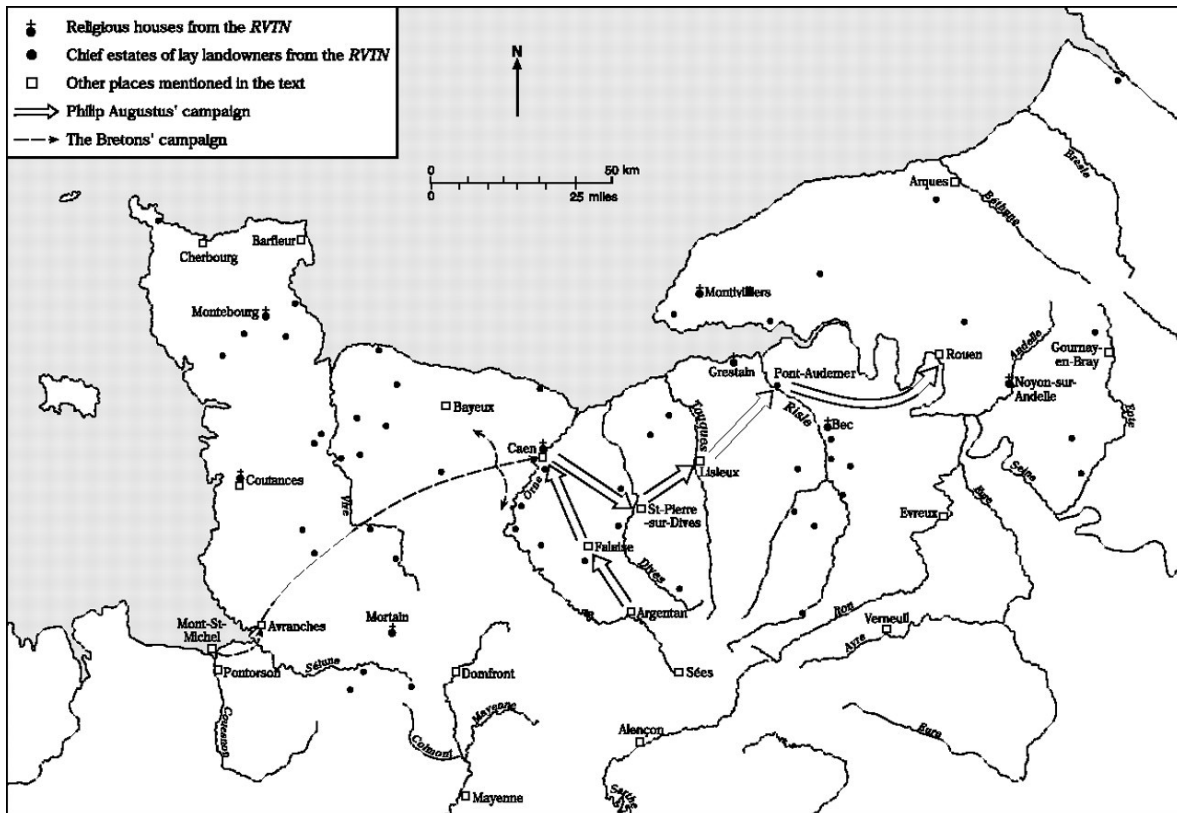 Religious houses from the RVTN
Chief estates of lay landowners from the RVTN
Other places mentioned in the text
Philip Augustus' campaign
The Bretons' campaign
N
0 50 km
0 25 miles
Bresle
Arques
Béthune
Cherbourg
Barfleur
Montebourg
Montivilliers
Rouen
Andelle
Gournay-
en-Bray
Grestain
Pont-Audemer
Noyon-sur-
Andelle
Epte
Bayeux
Touques
Risle
Bec
Caen
Lisieux
Seine
Coutances
Vire
Orne
St-Pierre
-sur-Dives
Evreux
Eure
Falaise
Dives
Argentan
Iton
Verneuil
Avre
Mortain
Mont-St-
Michel
Avranches
Pontorson
Sélune
Domfront
Sées
Couesnon
Mayenne
Colmont
Alençon
Eure
Sarthe
Mayenne